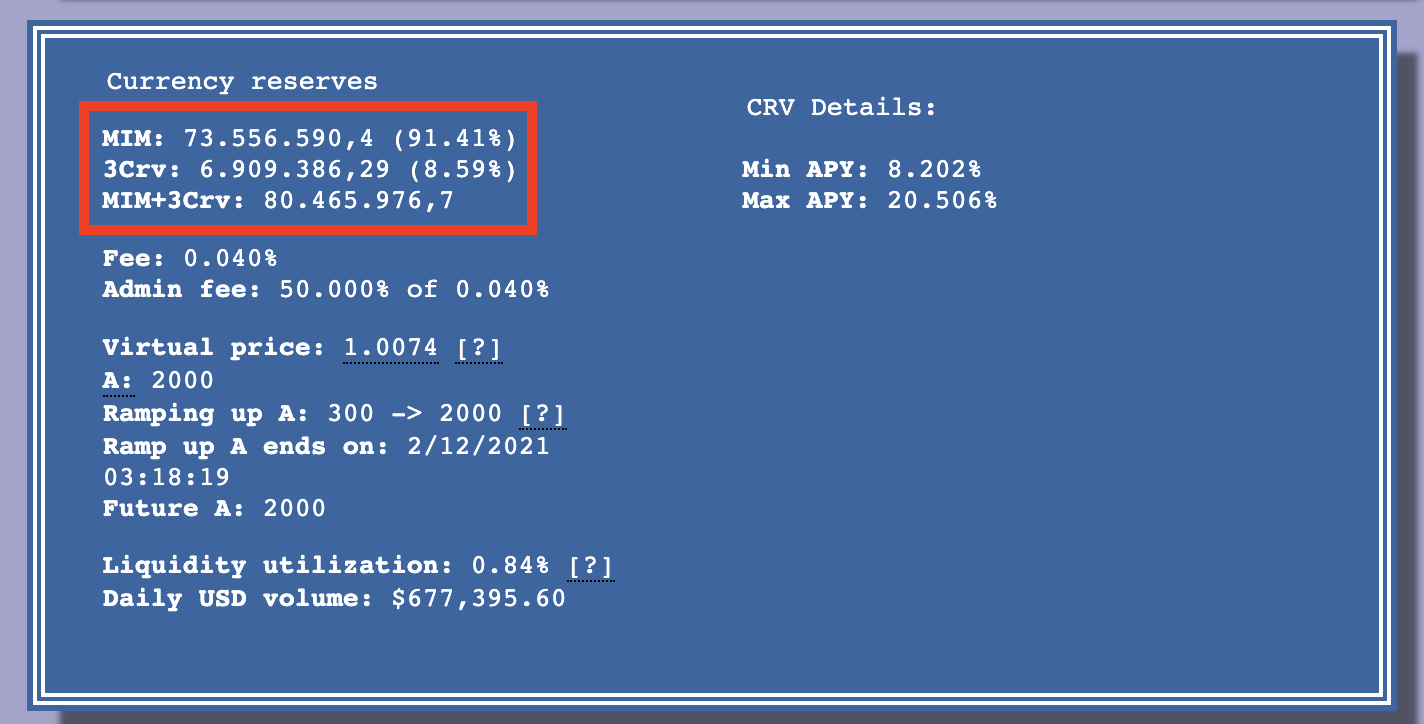 Currency reserves
MIM: 73.556.590,4 (91.41%)
3Crv: 6.909.386,29 (8.59%)
MIM+3Crv: 80.465.976,7
Fee: 0.040%
Admin fee: 50.000% of 0.040%
Virtual price: 1.0074 [?]
A: 2000
Ramping up A: 300 -> 2000 [?]
Ramp up A ends on: 2/12/2021
03:18:19
Future A: 2000
Liquidity utilization: 0.84% [?]
Daily USD volume: $677,395.60
CRV Details:
Min APY: 8.202%
Max APY: 20.506%